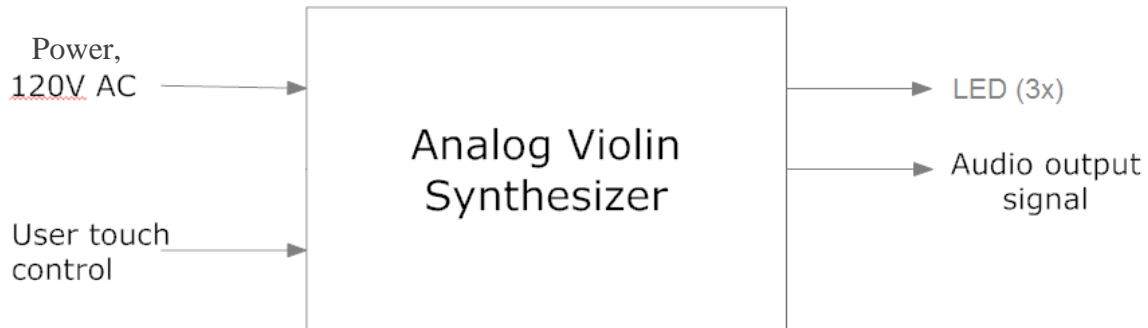 Power,
120V AC
User touch
control
Analog Violin
Synthesizer
LED (3x)
Audio output
signal